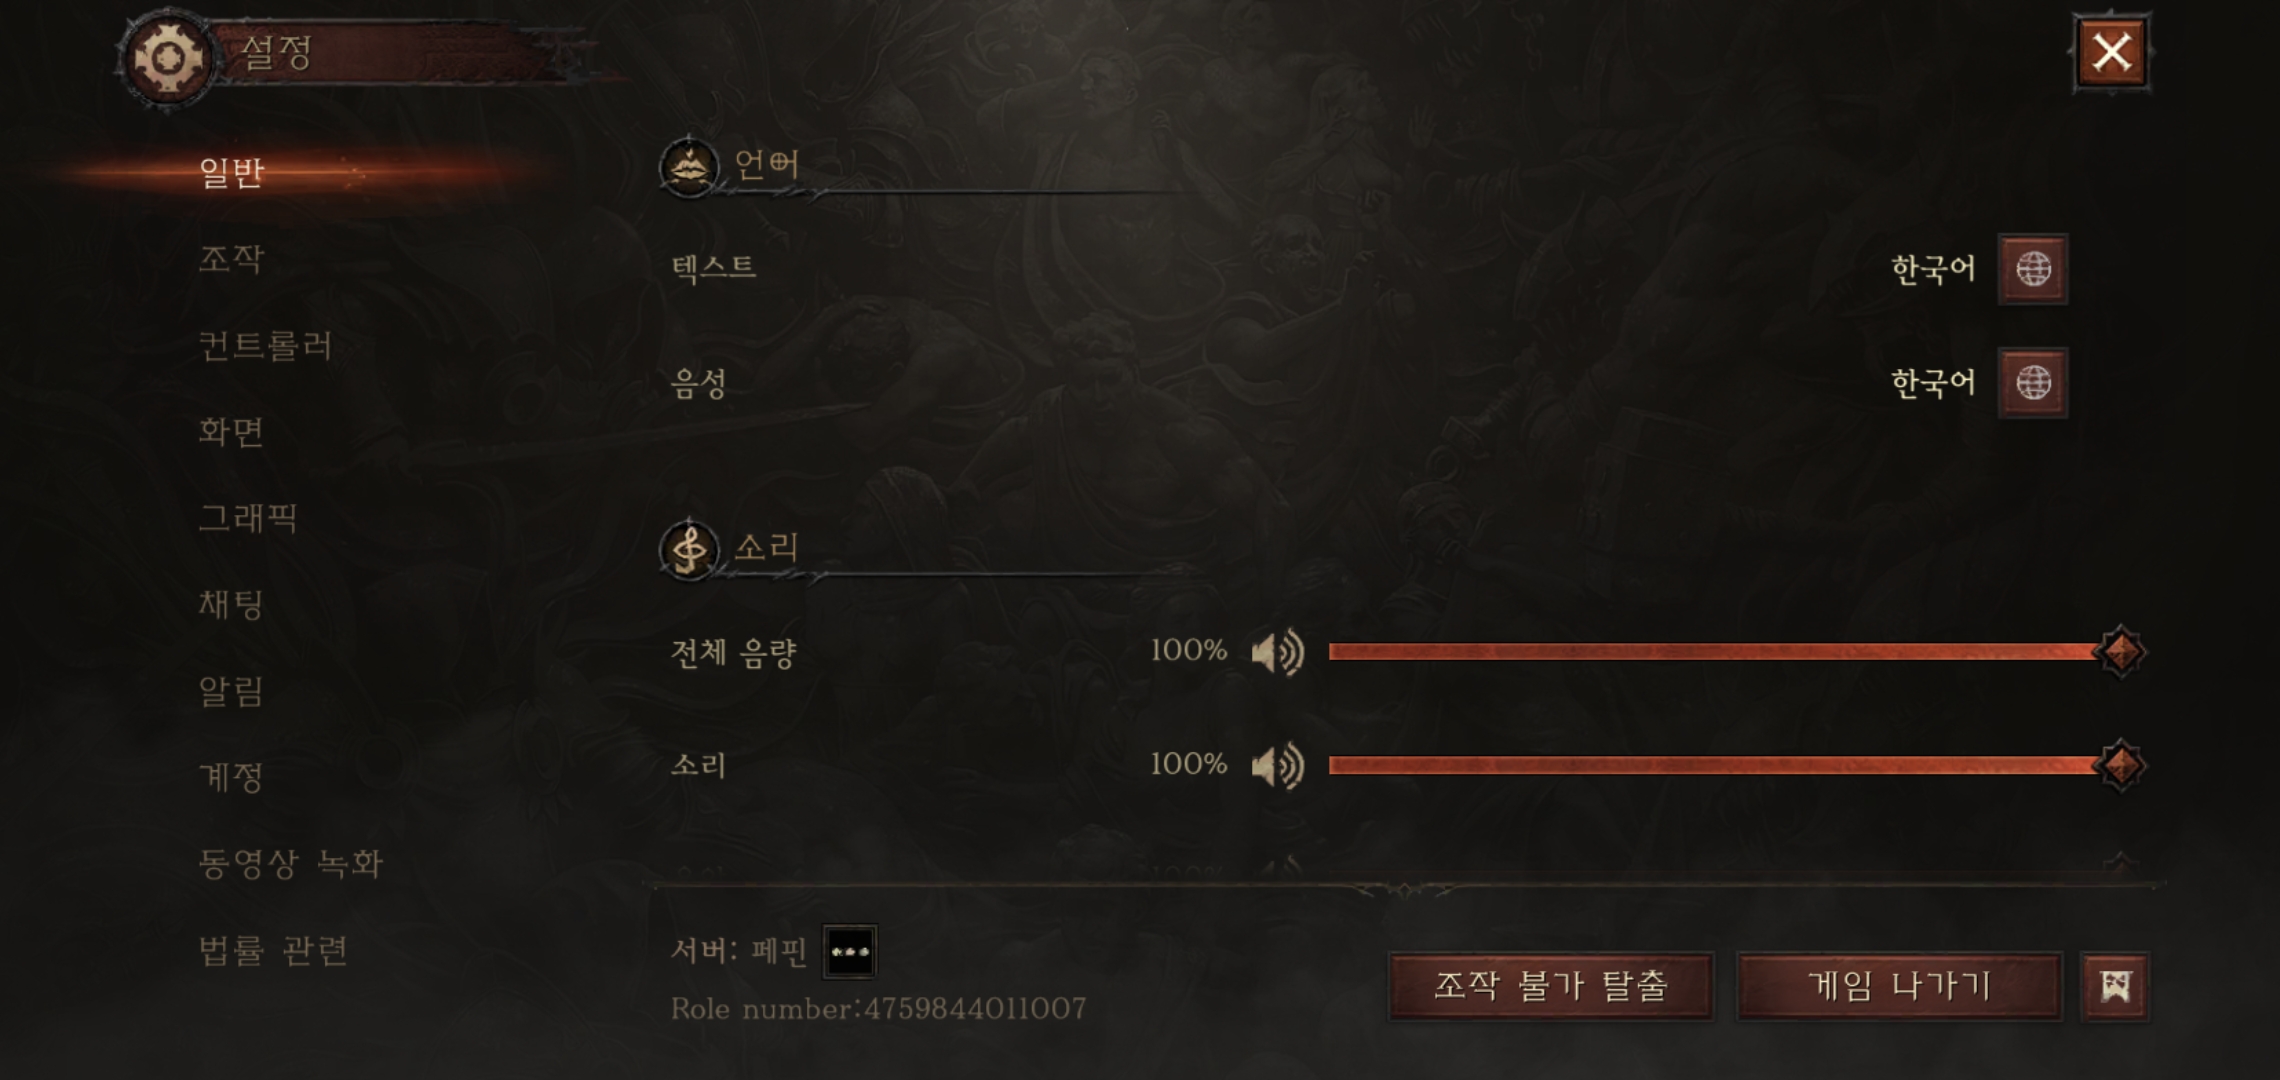 설정
일반
조작
컨트롤러
화면
그래픽
채팅
알림
계정
동영상 녹화
법률 관련
언어
텍스트 한국어
음성 한국어
소리
전체 음량 100%
소리 100%
100%
서버: 페핀
Role number:4759844011007
조작 불가 탈출
게임 나가기